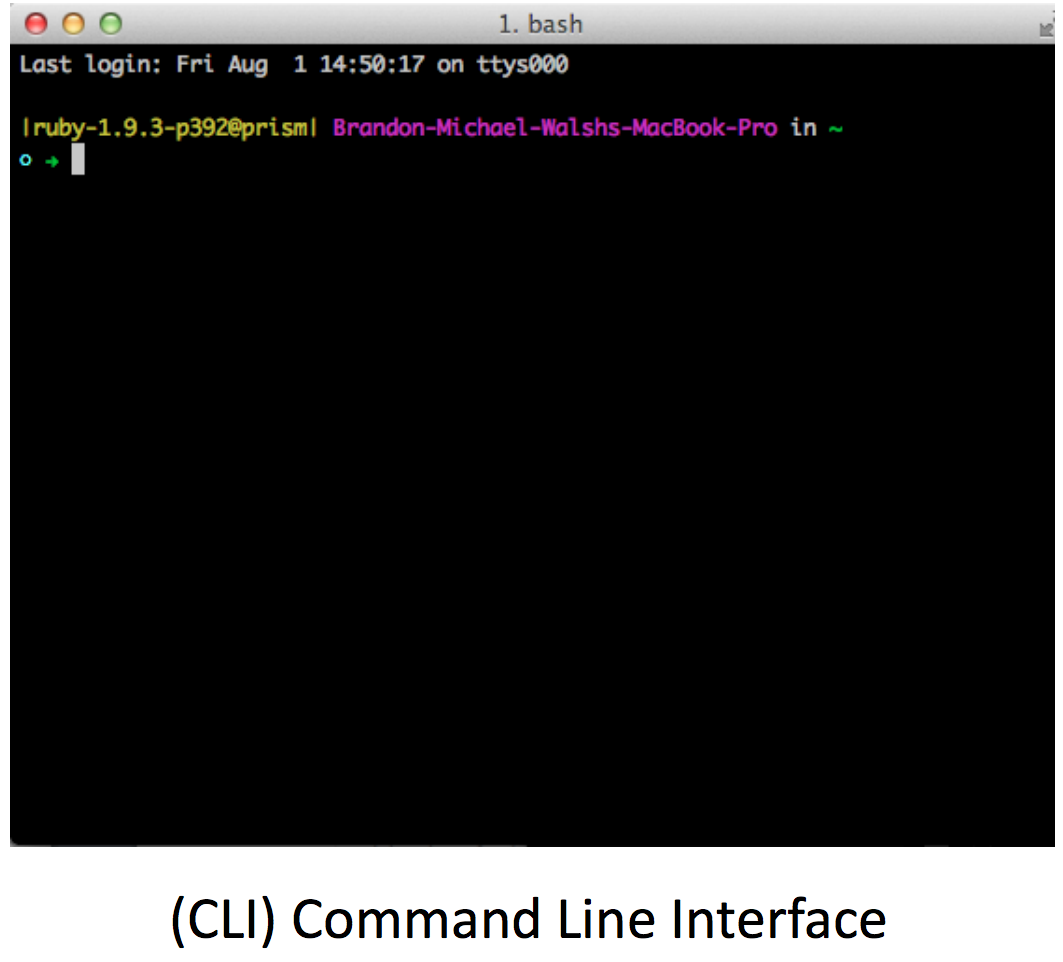 1. bash
Last login: Fri Aug  1 14:50:17 on ttys000
|ruby-1.9.3-p392@prism| Brandon-Michael-Walshs-MacBook-Pro in ~
○ →
(CLI) Command Line Interface